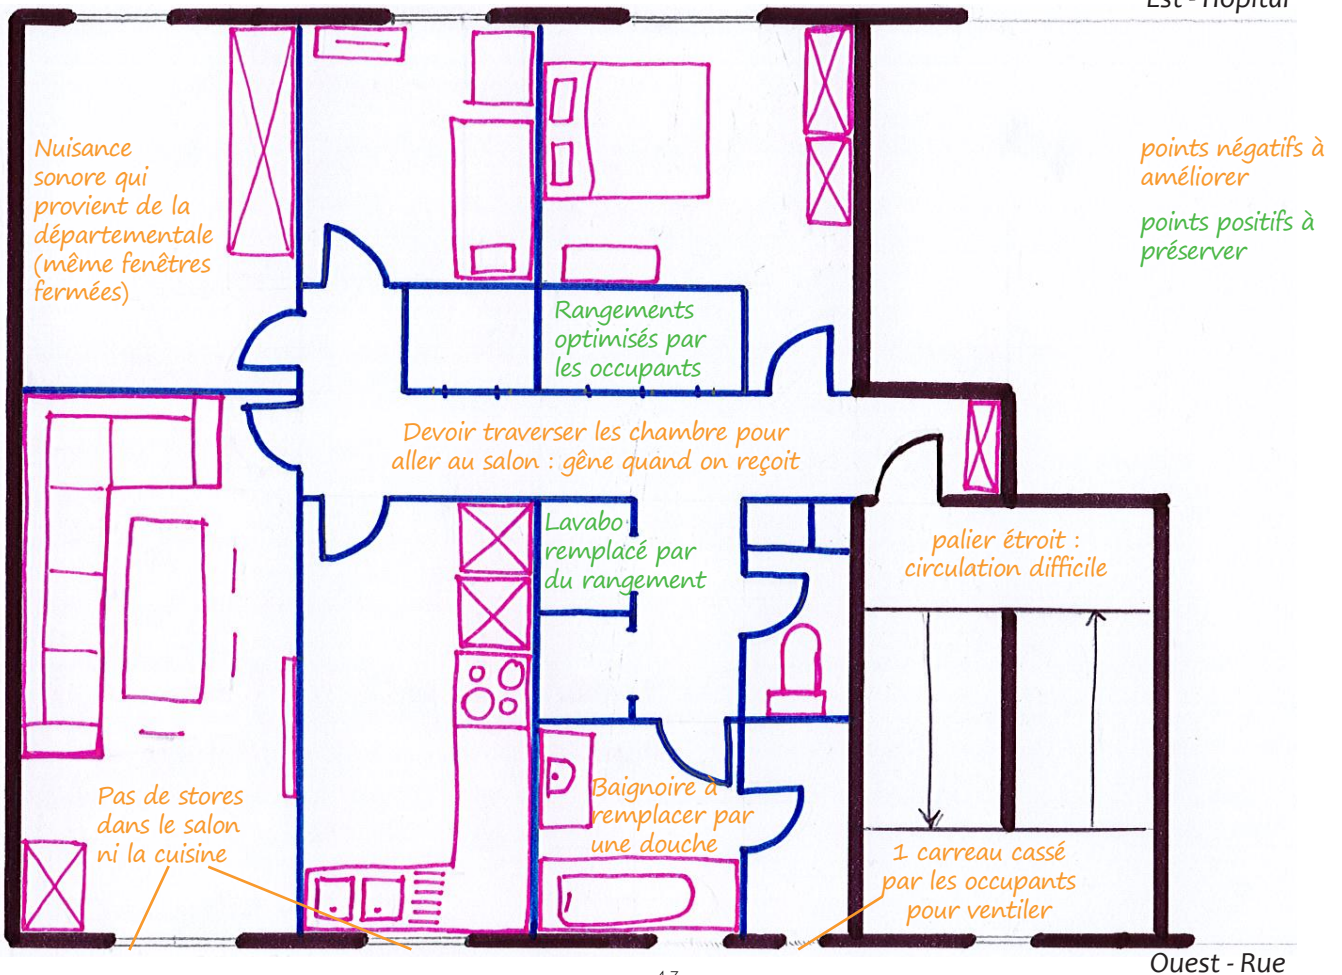 Est - Hôpital
Nuisance
sonore qui
provient de la
départementale
(même fenêtres
fermées)
points négatifs à
améliorer
points positifs à
préserver
Rangements
optimisés par
les occupants
Devoir traverser les chambre pour
aller au salon : gêne quand on reçoit
Lavabo
remplacé par
du rangement
palier étroit :
circulation difficile
Pas de stores
dans le salon
ni la cuisine
Baignoire à
remplacer par
une douche
1 carreau cassé
par les occupants
pour ventiler
Ouest - Rue